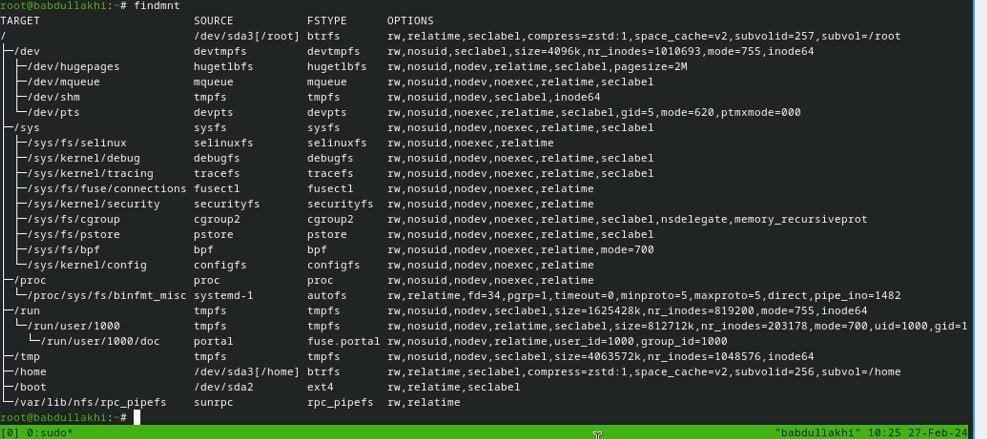 root@babdullakhi:~# findmnt
TARGET SOURCE FSTYPE OPTIONS
/ /dev/sda3[/root] btrfs rw,relatime,seclabel,compress=zstd:1,space_cache=v2,subvolid=257,subvol=/root
├─/dev devtmpfs devtmpfs rw,nosuid,seclabel,size=4096k,nr_inodes=1010693,mode=755,inode64
│ ├─/dev/hugepages hugetlbfs hugetlbfs rw,nosuid,nodev,relatime,seclabel,pagesize=2M
│ ├─/dev/mqueue mqueue mqueue rw,nosuid,nodev,noexec,relatime,seclabel
│ ├─/dev/shm tmpfs tmpfs rw,nosuid,nodev,seclabel,inode64
│ └─/dev/pts devpts devpts rw,nosuid,noexec,relatime,seclabel,gid=5,mode=620,ptmxmode=000
├─/sys sysfs sysfs rw,nosuid,nodev,noexec,relatime,seclabel
│ ├─/sys/fs/selinux selinuxfs selinuxfs rw,nosuid,noexec,relatime
│ ├─/sys/kernel/debug debugfs debugfs rw,nosuid,nodev,noexec,relatime,seclabel
│ ├─/sys/kernel/tracing tracefs tracefs rw,nosuid,nodev,noexec,relatime,seclabel
│ ├─/sys/fs/fuse/connections fusectl fusectl rw,nosuid,nodev,noexec,relatime
│ ├─/sys/kernel/security securityfs securityfs rw,nosuid,nodev,noexec,relatime
│ ├─/sys/fs/cgroup cgroup2 cgroup2 rw,nosuid,nodev,noexec,relatime,seclabel,nsdelegate,memory_recursiveprot
│ ├─/sys/fs/pstore pstore pstore rw,nosuid,nodev,noexec,relatime,seclabel
│ ├─/sys/fs/bpf bpf bpf rw,nosuid,nodev,noexec,relatime,mode=700
│ └─/sys/kernel/config configfs configfs rw,nosuid,nodev,noexec,relatime
├─/proc proc proc rw,nosuid,nodev,noexec,relatime
│ └─/proc/sys/fs/binfmt_misc systemd-1 autofs rw,relatime,fd=34,pgrp=1,timeout=0,minproto=5,maxproto=5,direct,pipe_ino=1482
├─/run tmpfs tmpfs rw,nosuid,nodev,seclabel,size=1625428k,nr_inodes=819200,mode=755,inode64
│ └─/run/user/1000 tmpfs tmpfs rw,nosuid,nodev,relatime,seclabel,size=812712k,nr_inodes=203178,mode=700,uid=1000,gid=1
│ └─/run/user/1000/doc portal fuse.portal rw,nosuid,nodev,relatime,user_id=1000,group_id=1000
├─/tmp tmpfs tmpfs rw,nosuid,nodev,seclabel,size=4063572k,nr_inodes=1048576,inode64
├─/home /dev/sda3[/home] btrfs rw,relatime,seclabel,compress=zstd:1,space_cache=v2,subvolid=256,subvol=/home
├─/boot /dev/sda2 ext4 rw,relatime,seclabel
└─/var/lib/nfs/rpc_pipefs sunrpc rpc_pipefs rw,relatime
root@babdullakhi:~#
[0] 0:sudo* "babdullakhi" 10:25 27-Feb-24